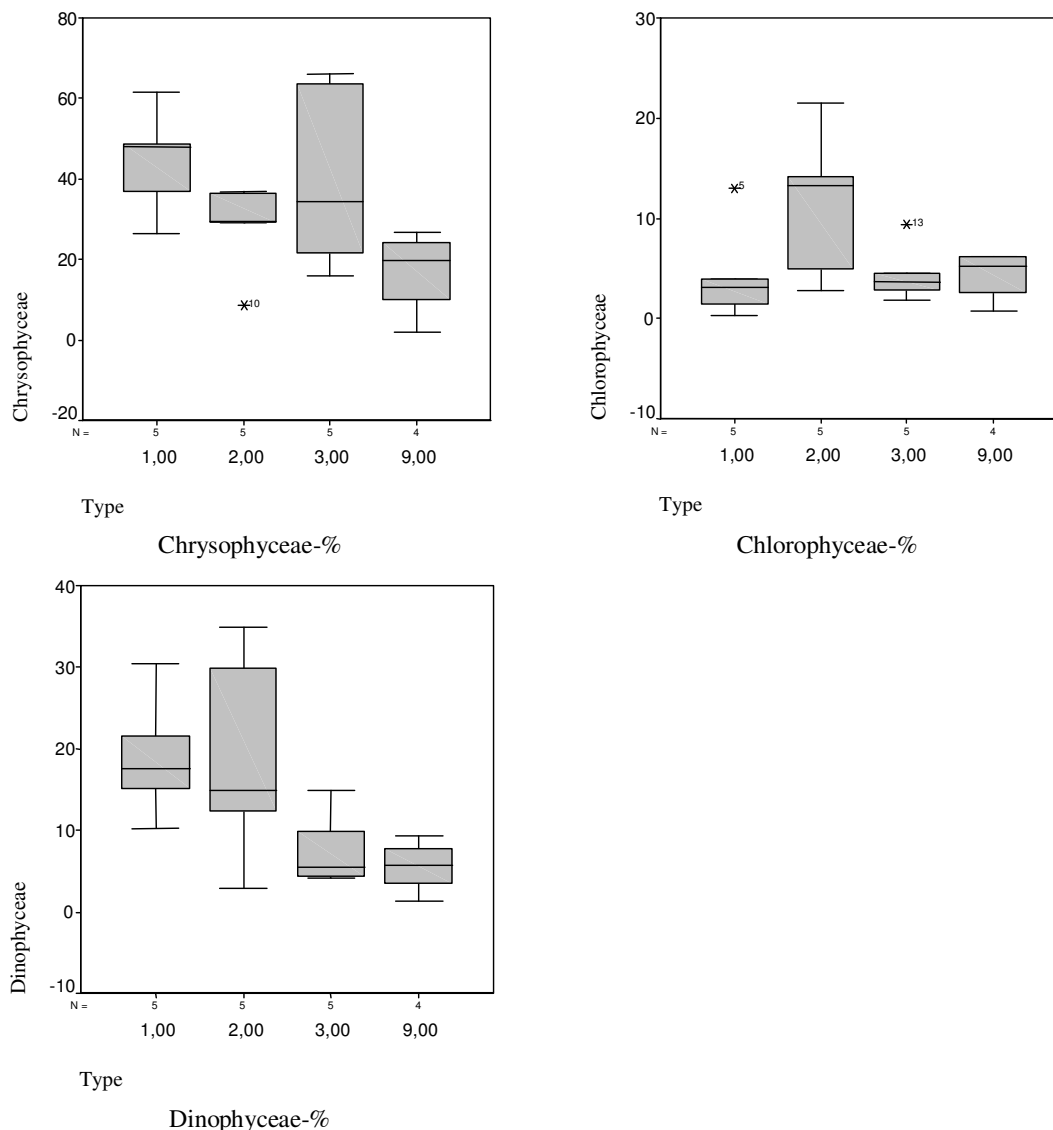 80
60
40
20
0
-20
Chrysophyceae
*10
N = 5 5 5 4
1,00 2,00 3,00 9,00
Type
Chrysophyceae-%
30
20
10
0
-10
Chlorophyceae
*5
*13
N = 5 5 5 4
1,00 2,00 3,00 9,00
Type
Chlorophyceae-%
40
30
20
10
0
-10
Dinophyceae
N = 5 5 5 4
1,00 2,00 3,00 9,00
Type
Dinophyceae-%